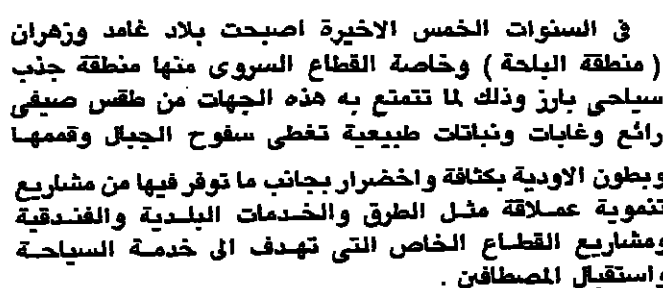 في السنوات الخمس الاخيرة اصبحت بلاد غامد وزهران
( منطقة الباحة ) وخاصة القطاع السروى منها منطقة جذب
سياحي بارز وذلك لما تتمتع به هذه الجهات من طقس صيفى
رائع وغابات ونباتات طبيعية تغطى سفوح الجبال وقممها
وبطون الاودية بكثافة واخضرار بجانب ما توفر فيها من مشاريع
تنموية عملاقة مثل الطرق والخدمات البلدية والفندقية
ومشاريع القطاع الخاص التى تهدف الى خدمة السياحة
واستقبال المصطافين .